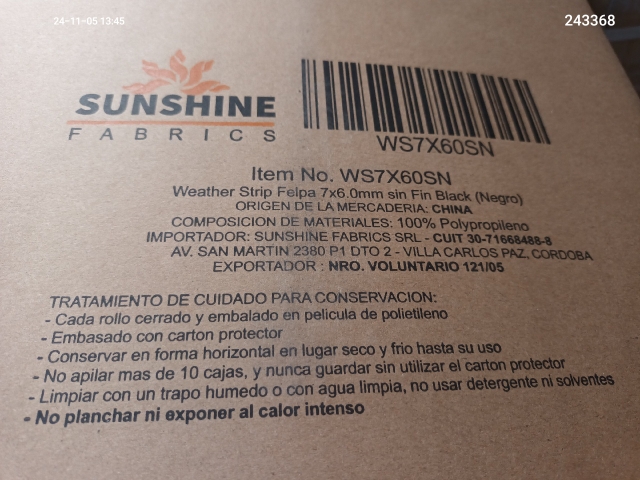 24-11-05 13:45
243368
SUNSHINE
FABRICS
WS7X60SN
Item No. WS7X60SN
Weather Strip Felpa 7x6.0mm sin Fin Black (Negro)
ORIGEN DE LA MERCADERIA: CHINA
COMPOSICION DE MATERIALES: 100% Polypropileno
IMPORTADOR: SUNSHINE FABRICS SRL - CUIT 30-71668488-8
AV. SAN MARTIN 2380 P1 DTO 2 - VILLA CARLOS PAZ, CORDOBA
EXPORTADOR : NRO. VOLUNTARIO 121/05
TRATAMIENTO DE CUIDADO PARA CONSERVACION:
- Cada rollo cerrado y embalado en pelicula de polietileno
- Embasado con carton protector
- Conservar en forma horizontal en lugar seco y frio hasta su uso
- No apilar mas de 10 cajas, y nunca guardar sin utilizar el carton protector
- Limpiar con un trapo humedo o con agua limpia, no usar detergente ni solventes
- No planchar ni exponer al calor intenso